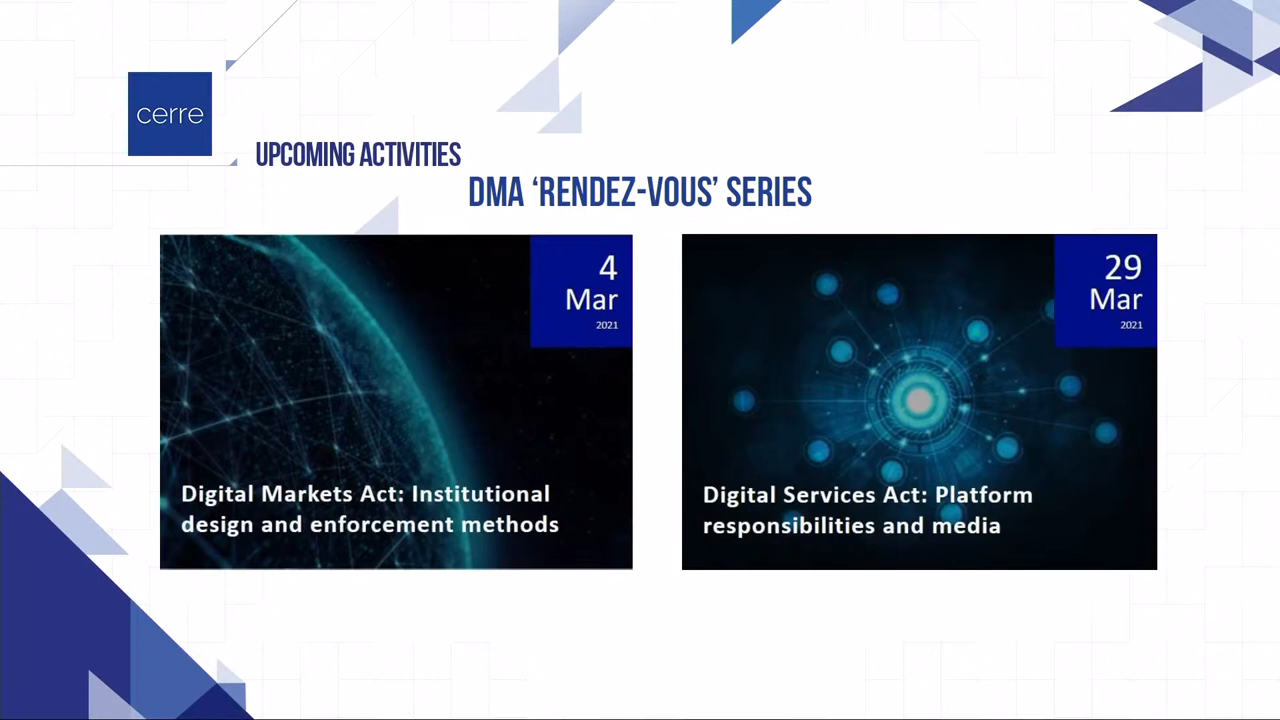 cerre
UPCOMING ACTIVITIES
DMA ‘RENDEZ-VOUS’ SERIES
4
Mar
2021
Digital Markets Act: Institutional
design and enforcement methods
29
Mar
2021
Digital Services Act: Platform
responsibilities and media